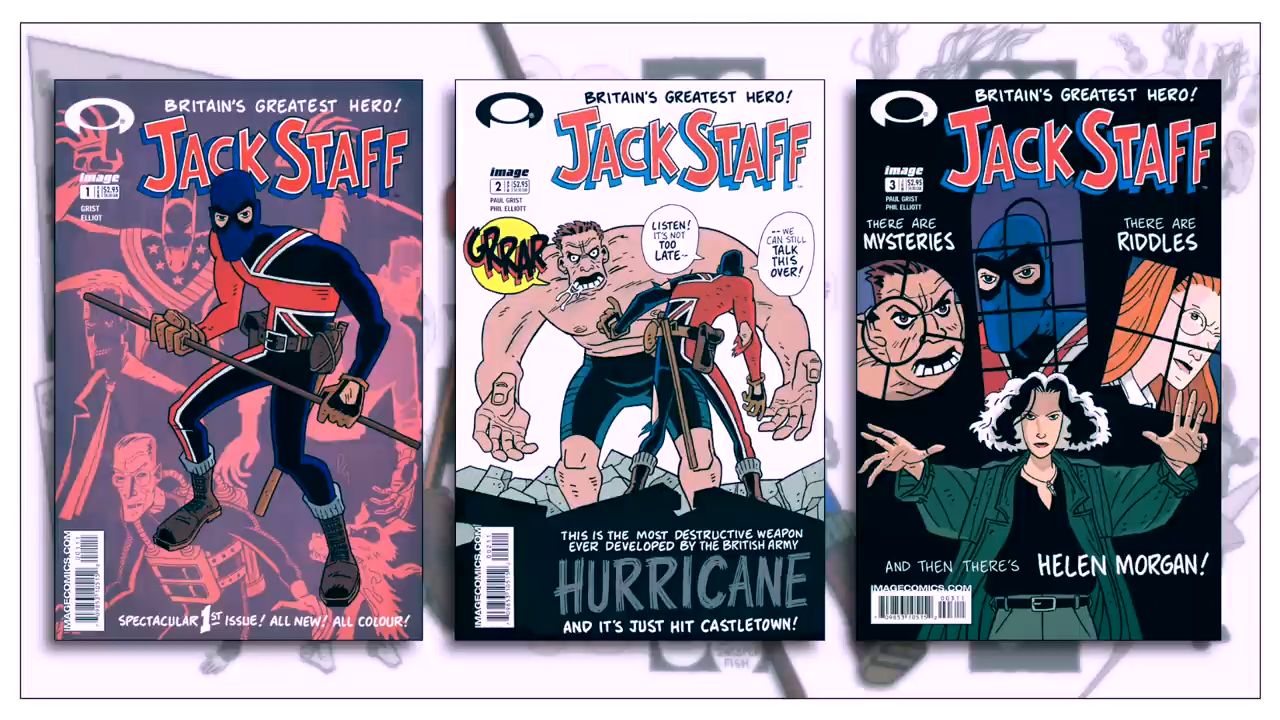 BRITAIN'S GREATEST HERO!
JACK STAFF
image
1
$2.95
GRIST
ELLIOT
IMAGECOMICS.COM
SPECTACULAR 1ST ISSUE! ALL NEW! ALL COLOUR!
BRITAIN'S GREATEST HERO!
JACK STAFF
image
2
$2.95
PAUL GRIST
PHIL ELLIOTT
GRRRAR
LISTEN!
IT'S NOT
TOO
LATE--
--WE
CAN STILL
TALK
THIS
OVER!
THIS IS THE MOST DESTRUCTIVE WEAPON
EVER DEVELOPED BY THE BRITISH ARMY
HURRICANE
AND IT'S JUST HIT CASTLETOWN!
IMAGECOMICS.COM
00211
BRITAIN'S GREATEST HERO!
JACK STAFF
image
3
$2.95
PAUL GRIST
PHIL ELLIOTT
THERE ARE
MYSTERIES
THERE ARE
RIDDLES
AND THEN THERE'S HELEN MORGAN!
IMAGECOMICS.COM
00311